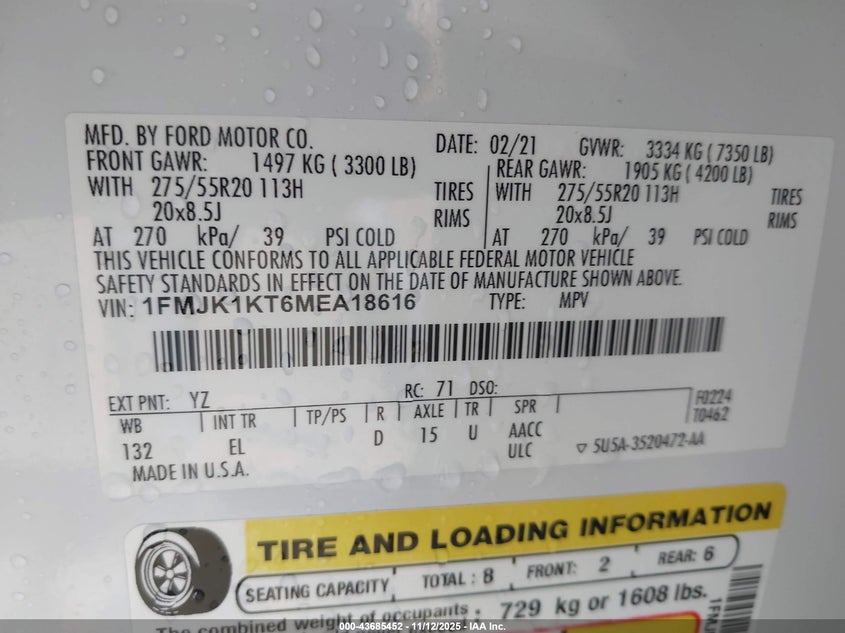 MFD. BY FORD MOTOR CO. DATE: 02/21 GVWR: 3334 KG ( 7350 LB)
FRONT GAWR: 1497 KG ( 3300 LB) REAR GAWR: 1905 KG ( 4200 LB)
WITH 275/55R20 113H TIRES WITH 275/55R20 113H TIRES
20x8.5J RIMS 20x8.5J RIMS
AT 270 kPa/ 39 PSI COLD AT 270 kPa/ 39 PSI COLD
THIS VEHICLE CONFORMS TO ALL APPLICABLE FEDERAL MOTOR VEHICLE
SAFETY STANDARDS IN EFFECT ON THE DATE OF MANUFACTURE SHOWN ABOVE.
VIN: 1FMJK1KT6MEA18616 TYPE: MPV
EXT PNT: YZ RC: 71 DSO: F0224
WB INT TR TP/PS R AXLE TR SPR T0462
132 EL D 15 U AACC
ULC ▽ 5U5A-3520472-AA
MADE IN U.S.A.
TIRE AND LOADING INFORMATION
SEATING CAPACITY TOTAL : 8 FRONT: 2 REAR: 6
The combined weight of occupants 729 kg or 1608 lbs.
000-43685452 - 11/12/2025 - IAA Inc.